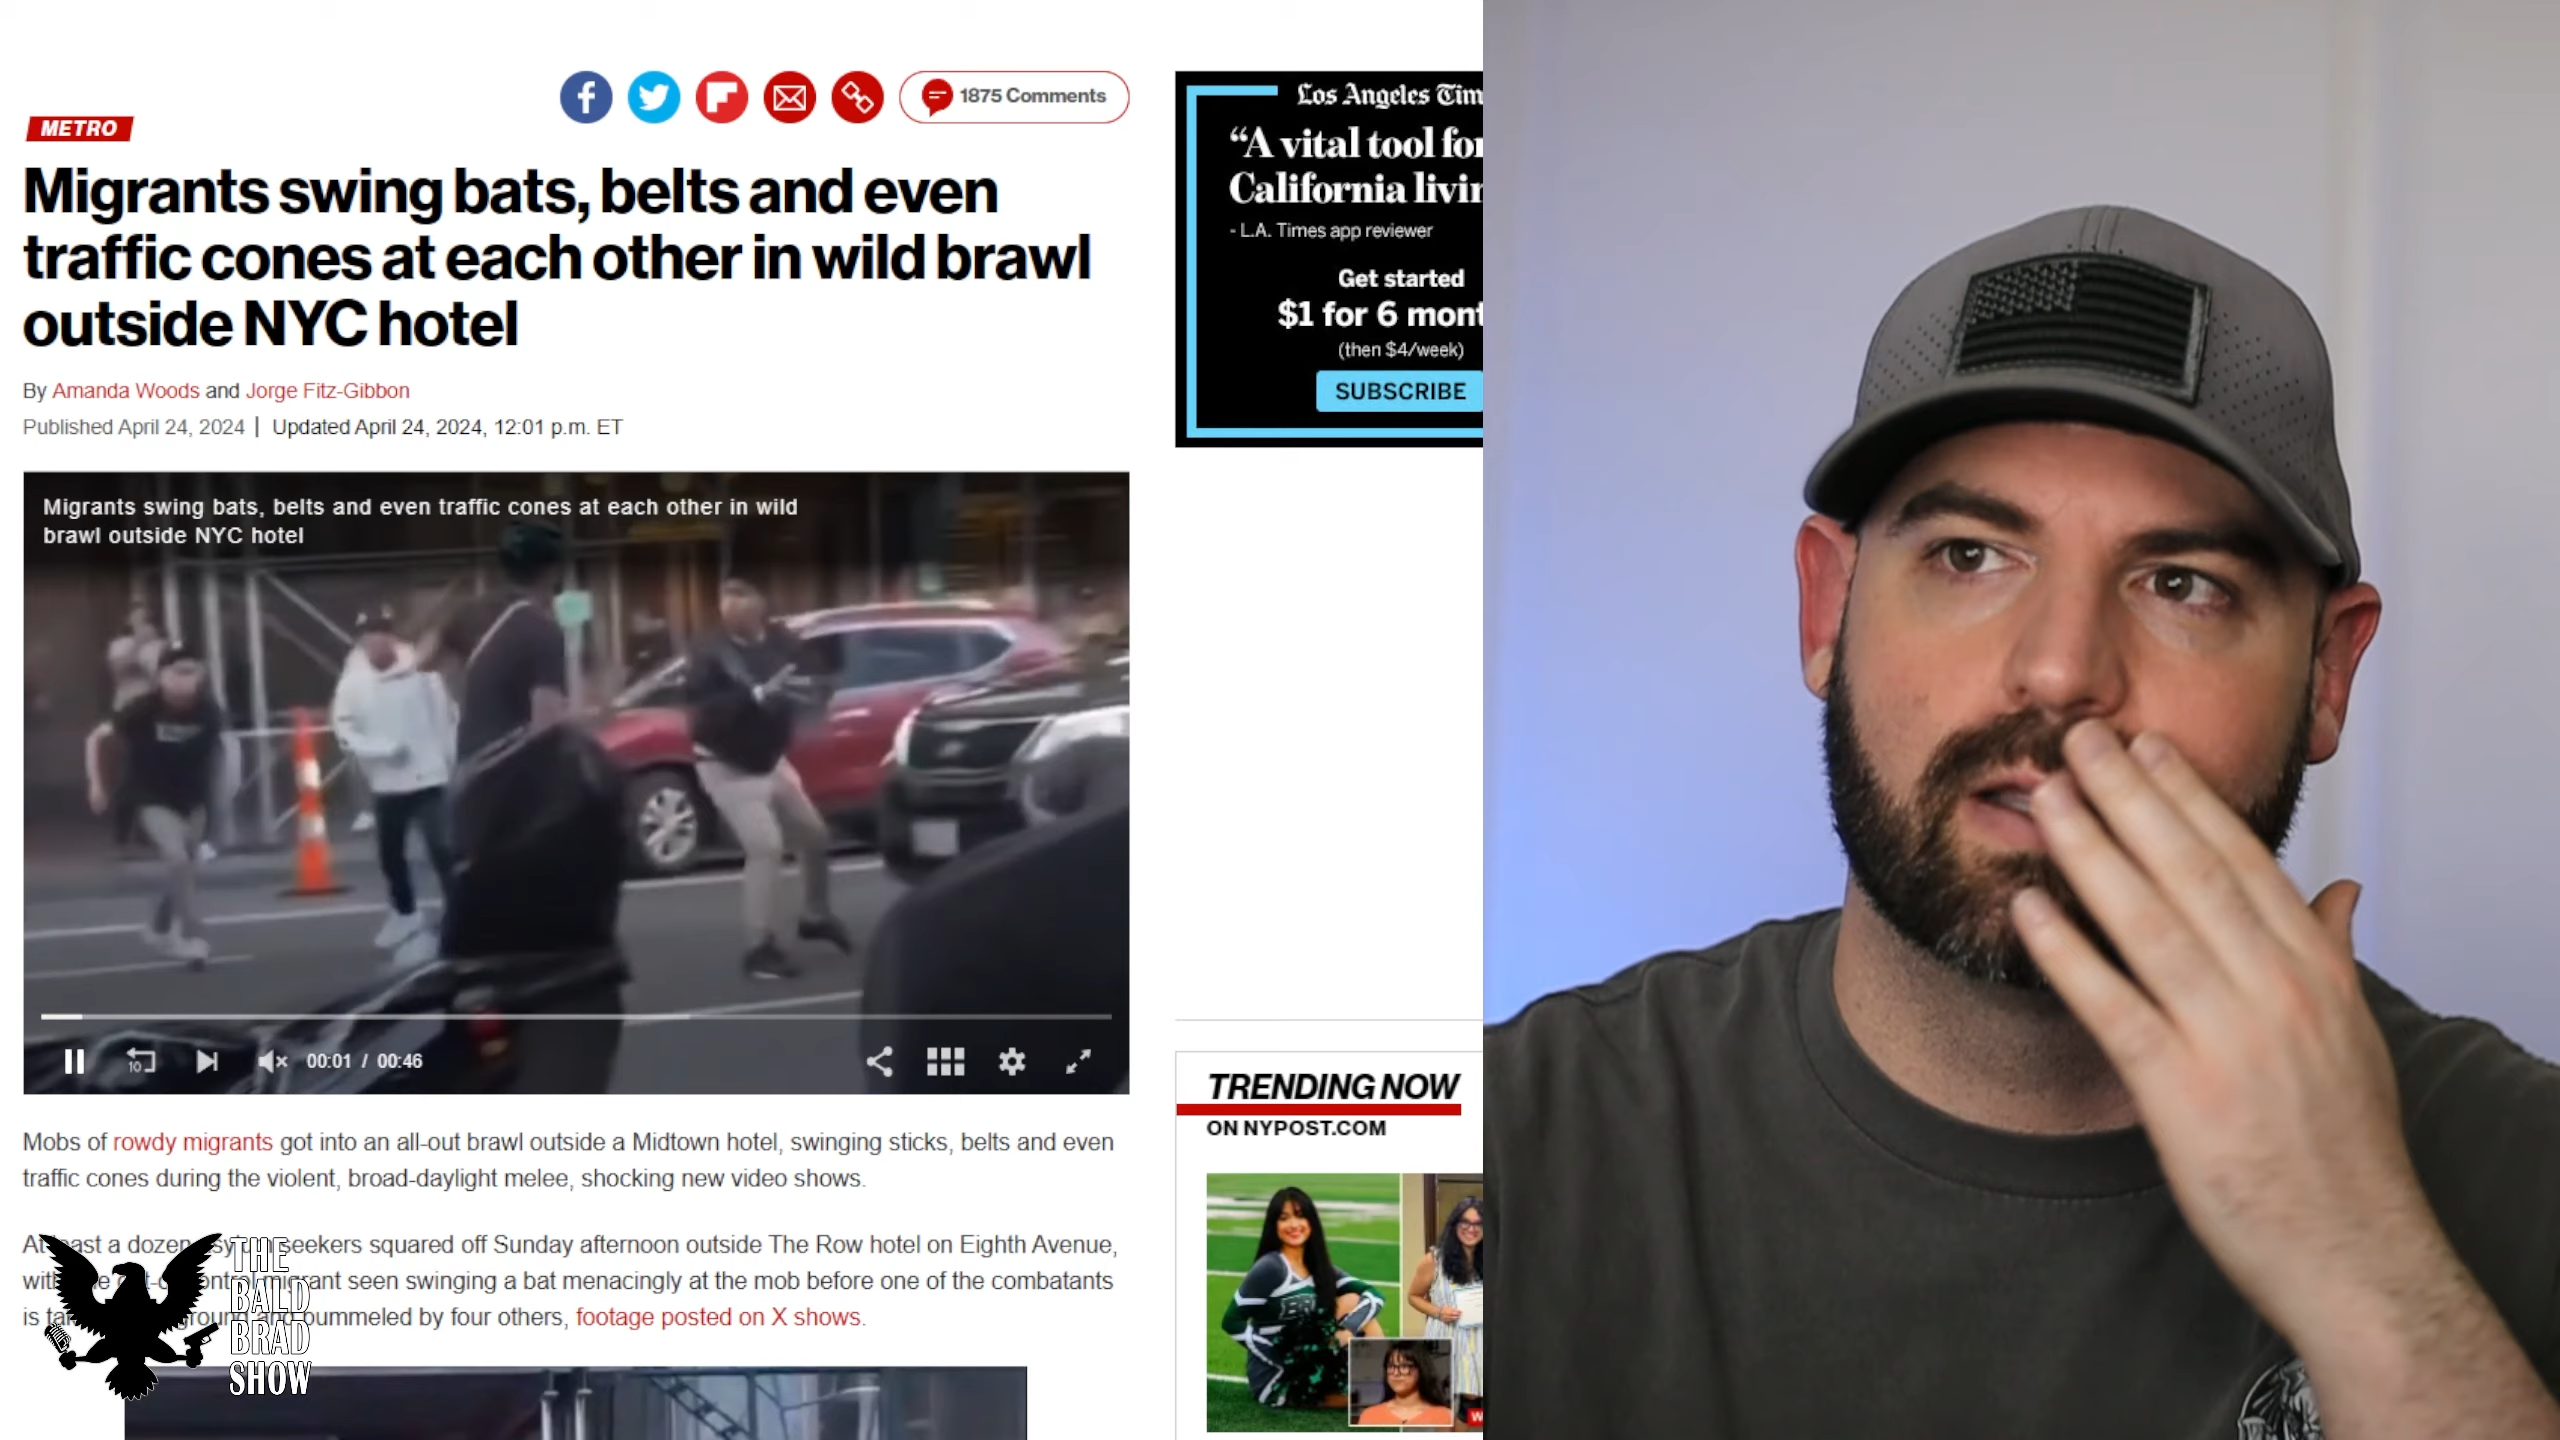 1875 Comments
METRO
Migrants swing bats, belts and even
traffic cones at each other in wild brawl
outside NYC hotel
By Amanda Woods and Jorge Fitz-Gibbon
Published April 24, 2024 | Updated April 24, 2024, 12:01 p.m. ET
Migrants swing bats, belts and even traffic cones at each other in wild
brawl outside NYC hotel
10
00:01 / 00:46
Mobs of rowdy migrants got into an all-out brawl outside a Midtown hotel, swinging sticks, belts and even
traffic cones during the violent, broad-daylight melee, shocking new video shows.
a dozen seekers squared off Sunday afternoon outside The Row hotel on Eighth Avenue,
migrant seen swinging a bat menacingly at the mob before one of the combatants
is pummeled by four others, footage posted on X shows.
THE
BALD
BRAD
SHOW
Los Angeles Tim
“A vital tool for
California livin
- L.A. Times app reviewer
Get started
$1 for 6 mont
(then $4/week)
SUBSCRIBE
TRENDING NOW
ON NYPOST.COM